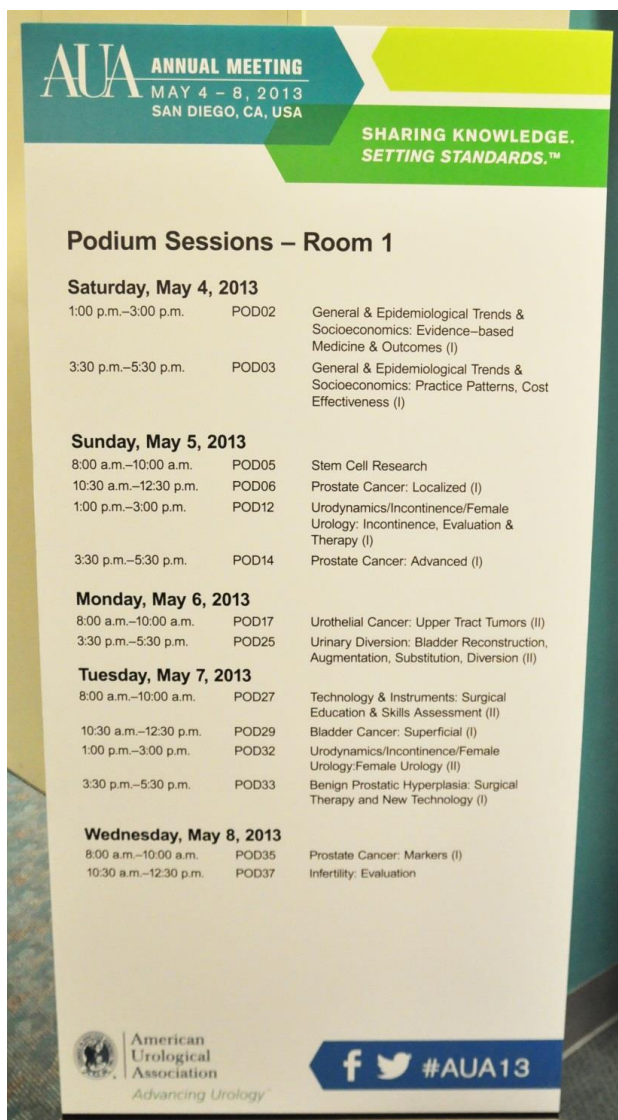 AUA ANNUAL MEETING
MAY 4 – 8, 2013
SAN DIEGO, CA, USA
SHARING KNOWLEDGE.
SETTING STANDARDS.™
Podium Sessions – Room 1
Saturday, May 4, 2013
1:00 p.m.–3:00 p.m. POD02 General & Epidemiological Trends &
Socioeconomics: Evidence–based
Medicine & Outcomes (I)
3:30 p.m.–5:30 p.m. POD03 General & Epidemiological Trends &
Socioeconomics: Practice Patterns, Cost
Effectiveness (I)
Sunday, May 5, 2013
8:00 a.m.–10:00 a.m. POD05 Stem Cell Research
10:30 a.m.–12:30 p.m. POD06 Prostate Cancer: Localized (I)
1:00 p.m.–3:00 p.m. POD12 Urodynamics/Incontinence/Female
Urology: Incontinence, Evaluation &
Therapy (I)
3:30 p.m.–5:30 p.m. POD14 Prostate Cancer: Advanced (I)
Monday, May 6, 2013
8:00 a.m.–10:00 a.m. POD17 Urothelial Cancer: Upper Tract Tumors (II)
3:30 p.m.–5:30 p.m. POD25 Urinary Diversion: Bladder Reconstruction,
Augmentation, Substitution, Diversion (II)
Tuesday, May 7, 2013
8:00 a.m.–10:00 a.m. POD27 Technology & Instruments: Surgical
Education & Skills Assessment (II)
10:30 a.m.–12:30 p.m. POD29 Bladder Cancer: Superficial (I)
1:00 p.m.–3:00 p.m. POD32 Urodynamics/Incontinence/Female
Urology:Female Urology (II)
3:30 p.m.–5:30 p.m. POD33 Benign Prostatic Hyperplasia: Surgical
Therapy and New Technology (I)
Wednesday, May 8, 2013
8:00 a.m.–10:00 a.m. POD35 Prostate Cancer: Markers (I)
10:30 a.m.–12:30 p.m. POD37 Infertility: Evaluation
American
Urological
Association
Advancing Urology
#AUA13